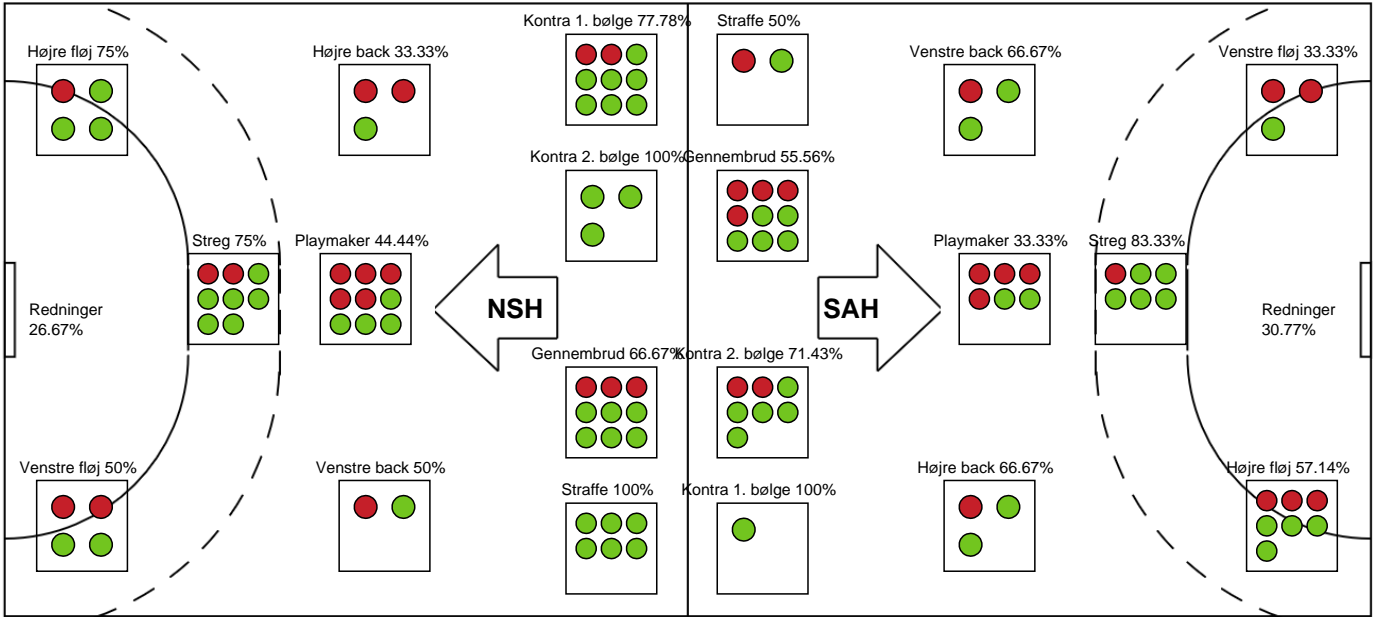 Kontra 1. bølge 77.78%
Straffe 50%
Højre fløj 75%
Højre back 33.33%
Venstre back 66.67%
Venstre fløj 33.33%
Kontra 2. bølge 100%
Gennembrud 55.56%
Streg 75%
Playmaker 44.44%
Playmaker 33.33%
Streg 83.33%
Redninger
26.67%
NSH
SAH
Redninger
30.77%
Gennembrud 66.67%
Kontra 2. bølge 71.43%
Venstre fløj 50%
Venstre back 50%
Højre back 66.67%
Højre fløj 57.14%
Straffe 100%
Kontra 1. bølge 100%